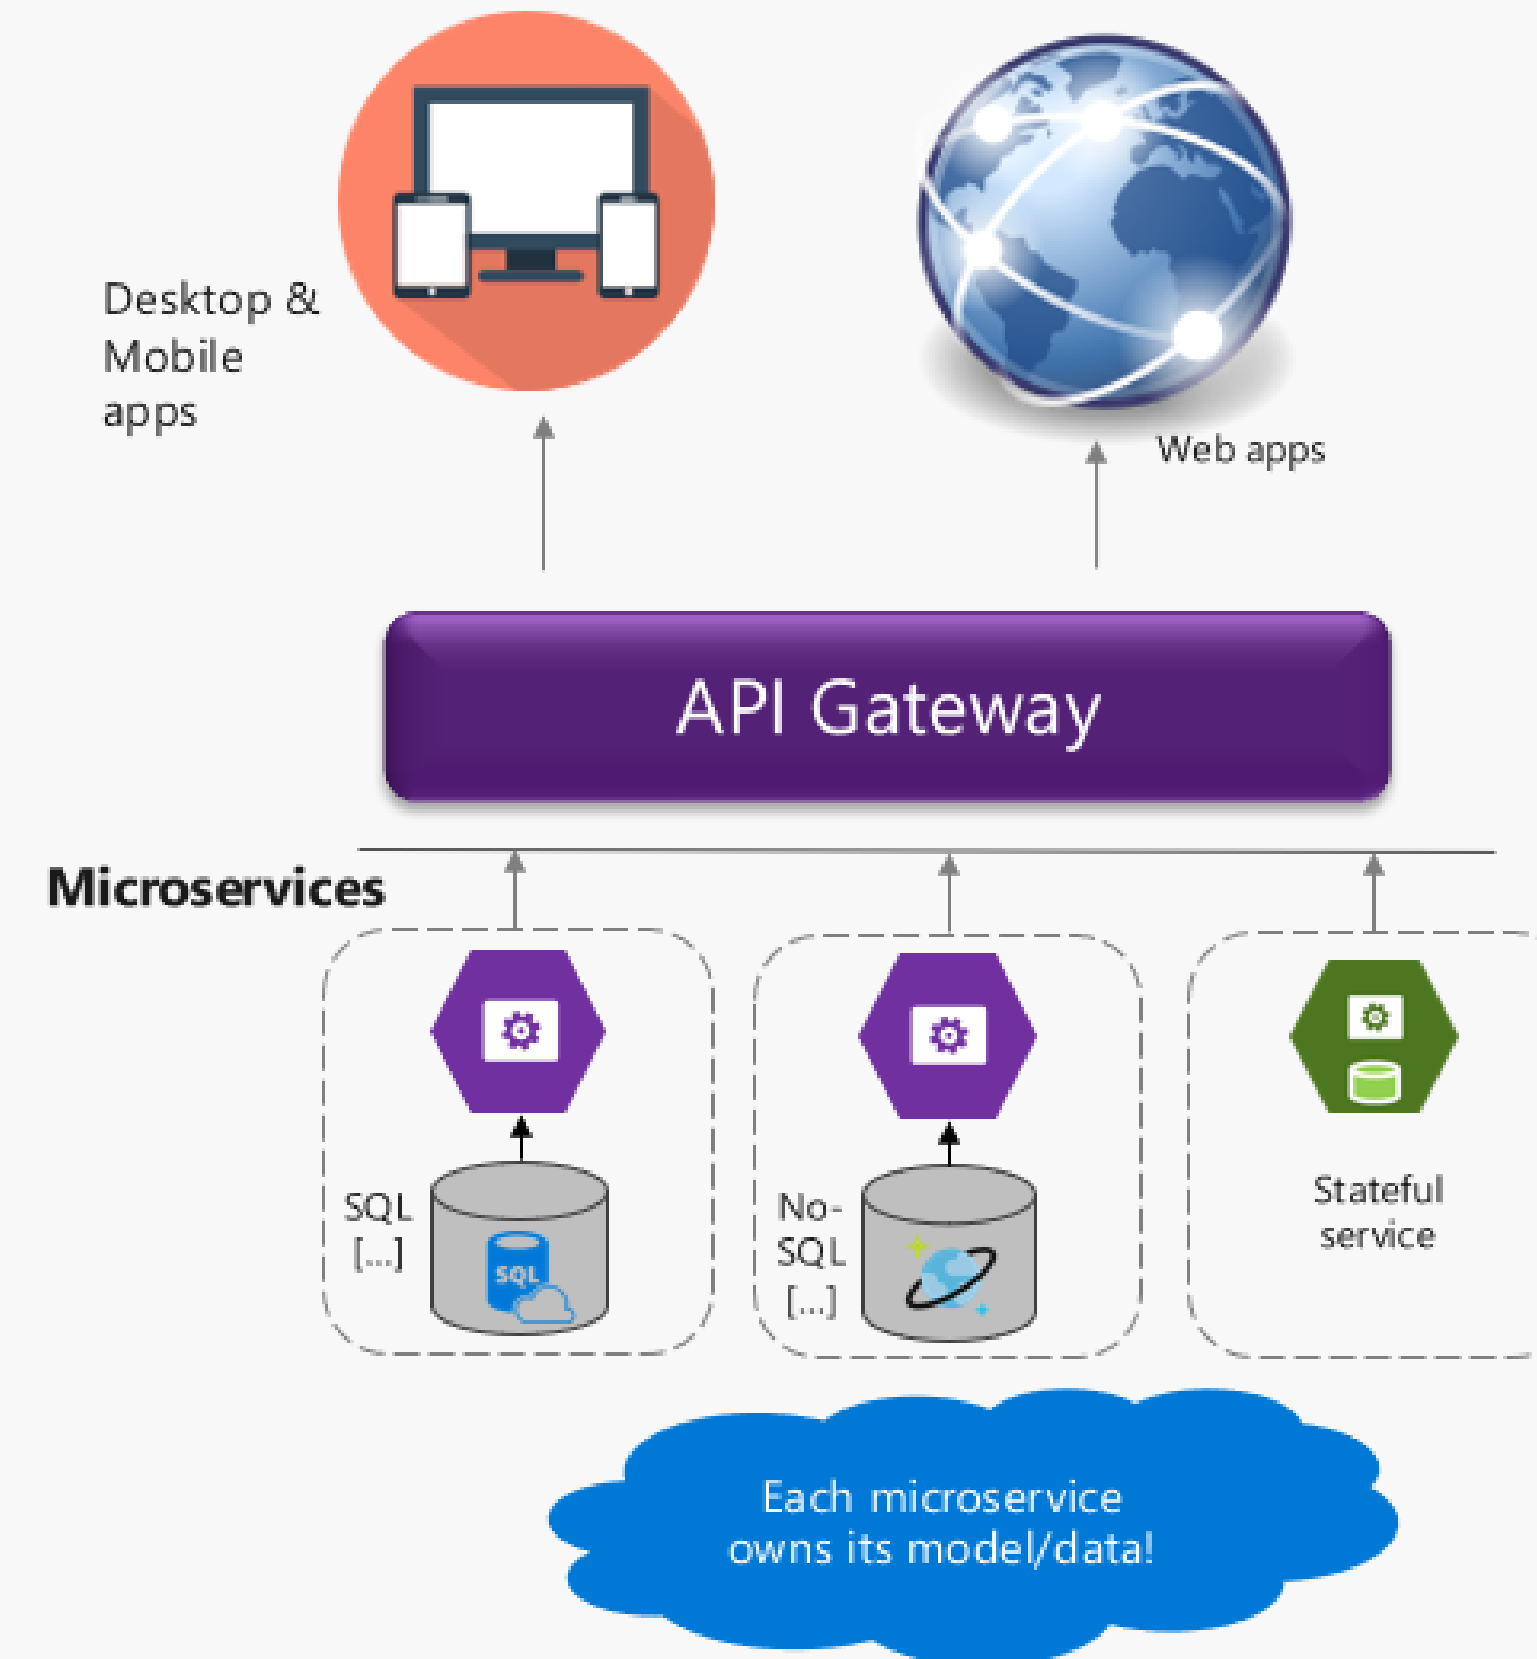 Desktop &
Mobile
apps
Web apps
API Gateway
Microservices
SQL
[...]
SQL
No-
SQL
[...]
Stateful
service
Each microservice
owns its model/data!